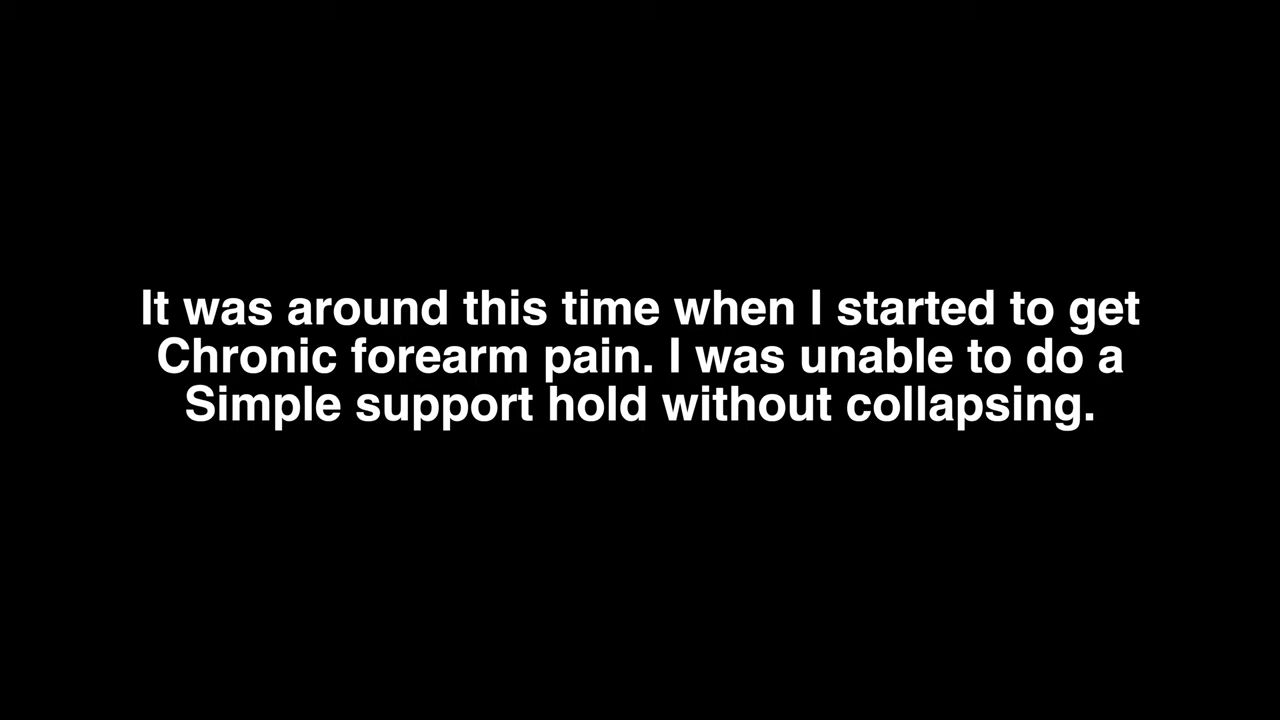 It was around this time when I started to get
Chronic forearm pain. I was unable to do a
Simple support hold without collapsing.